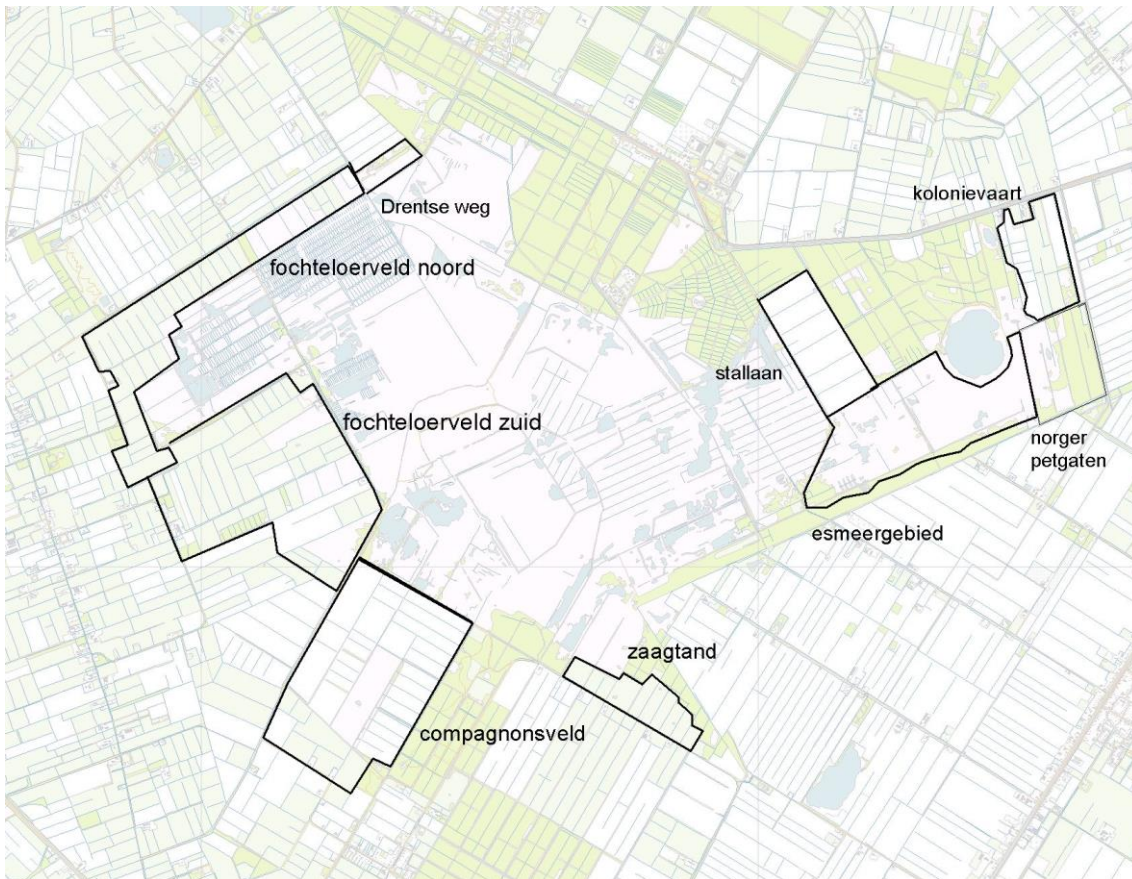 kolonievaart
Drentse weg
fochteloerveld noord
stallaan
fochteloerveld zuid
norger
petgaten
esmeergebied
zaagtand
compagnonsveld